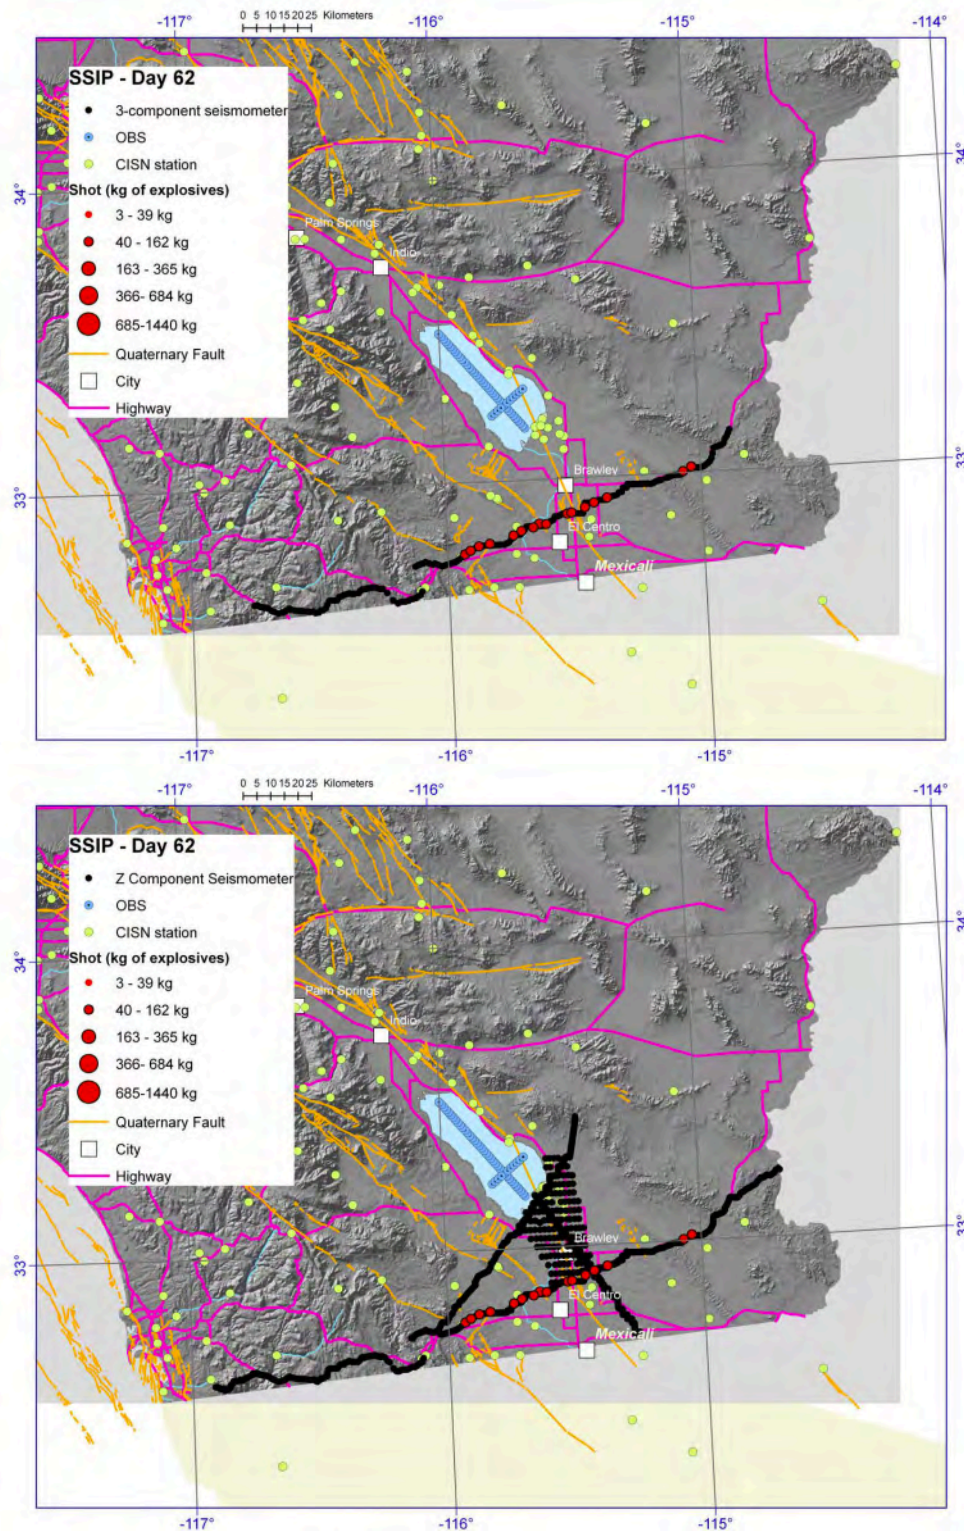 -117°
0 5 10 15 20 25 Kilometers
-116°
-115°
-114°
SSIP - Day 62
3-component seismometer
OBS
CISN station
Shot (kg of explosives)
3 - 39 kg
40 - 162 kg
163 - 365 kg
366- 684 kg
685-1440 kg
Quaternary Fault
City
Highway
34°
34°
Palm Springs
Indio
33°
33°
Brawley
El Centro
Mexicali
-117°
-116°
-115°
-117°
0 5 10 15 20 25 Kilometers
-116°
-115°
-114°
SSIP - Day 62
Z Component Seismometer
OBS
CISN station
Shot (kg of explosives)
3 - 39 kg
40 - 162 kg
163 - 365 kg
366- 684 kg
685-1440 kg
Quaternary Fault
City
Highway
34°
34°
Palm Springs
Indio
33°
33°
Brawley
El Centro
Mexicali
-117°
-116°
-115°